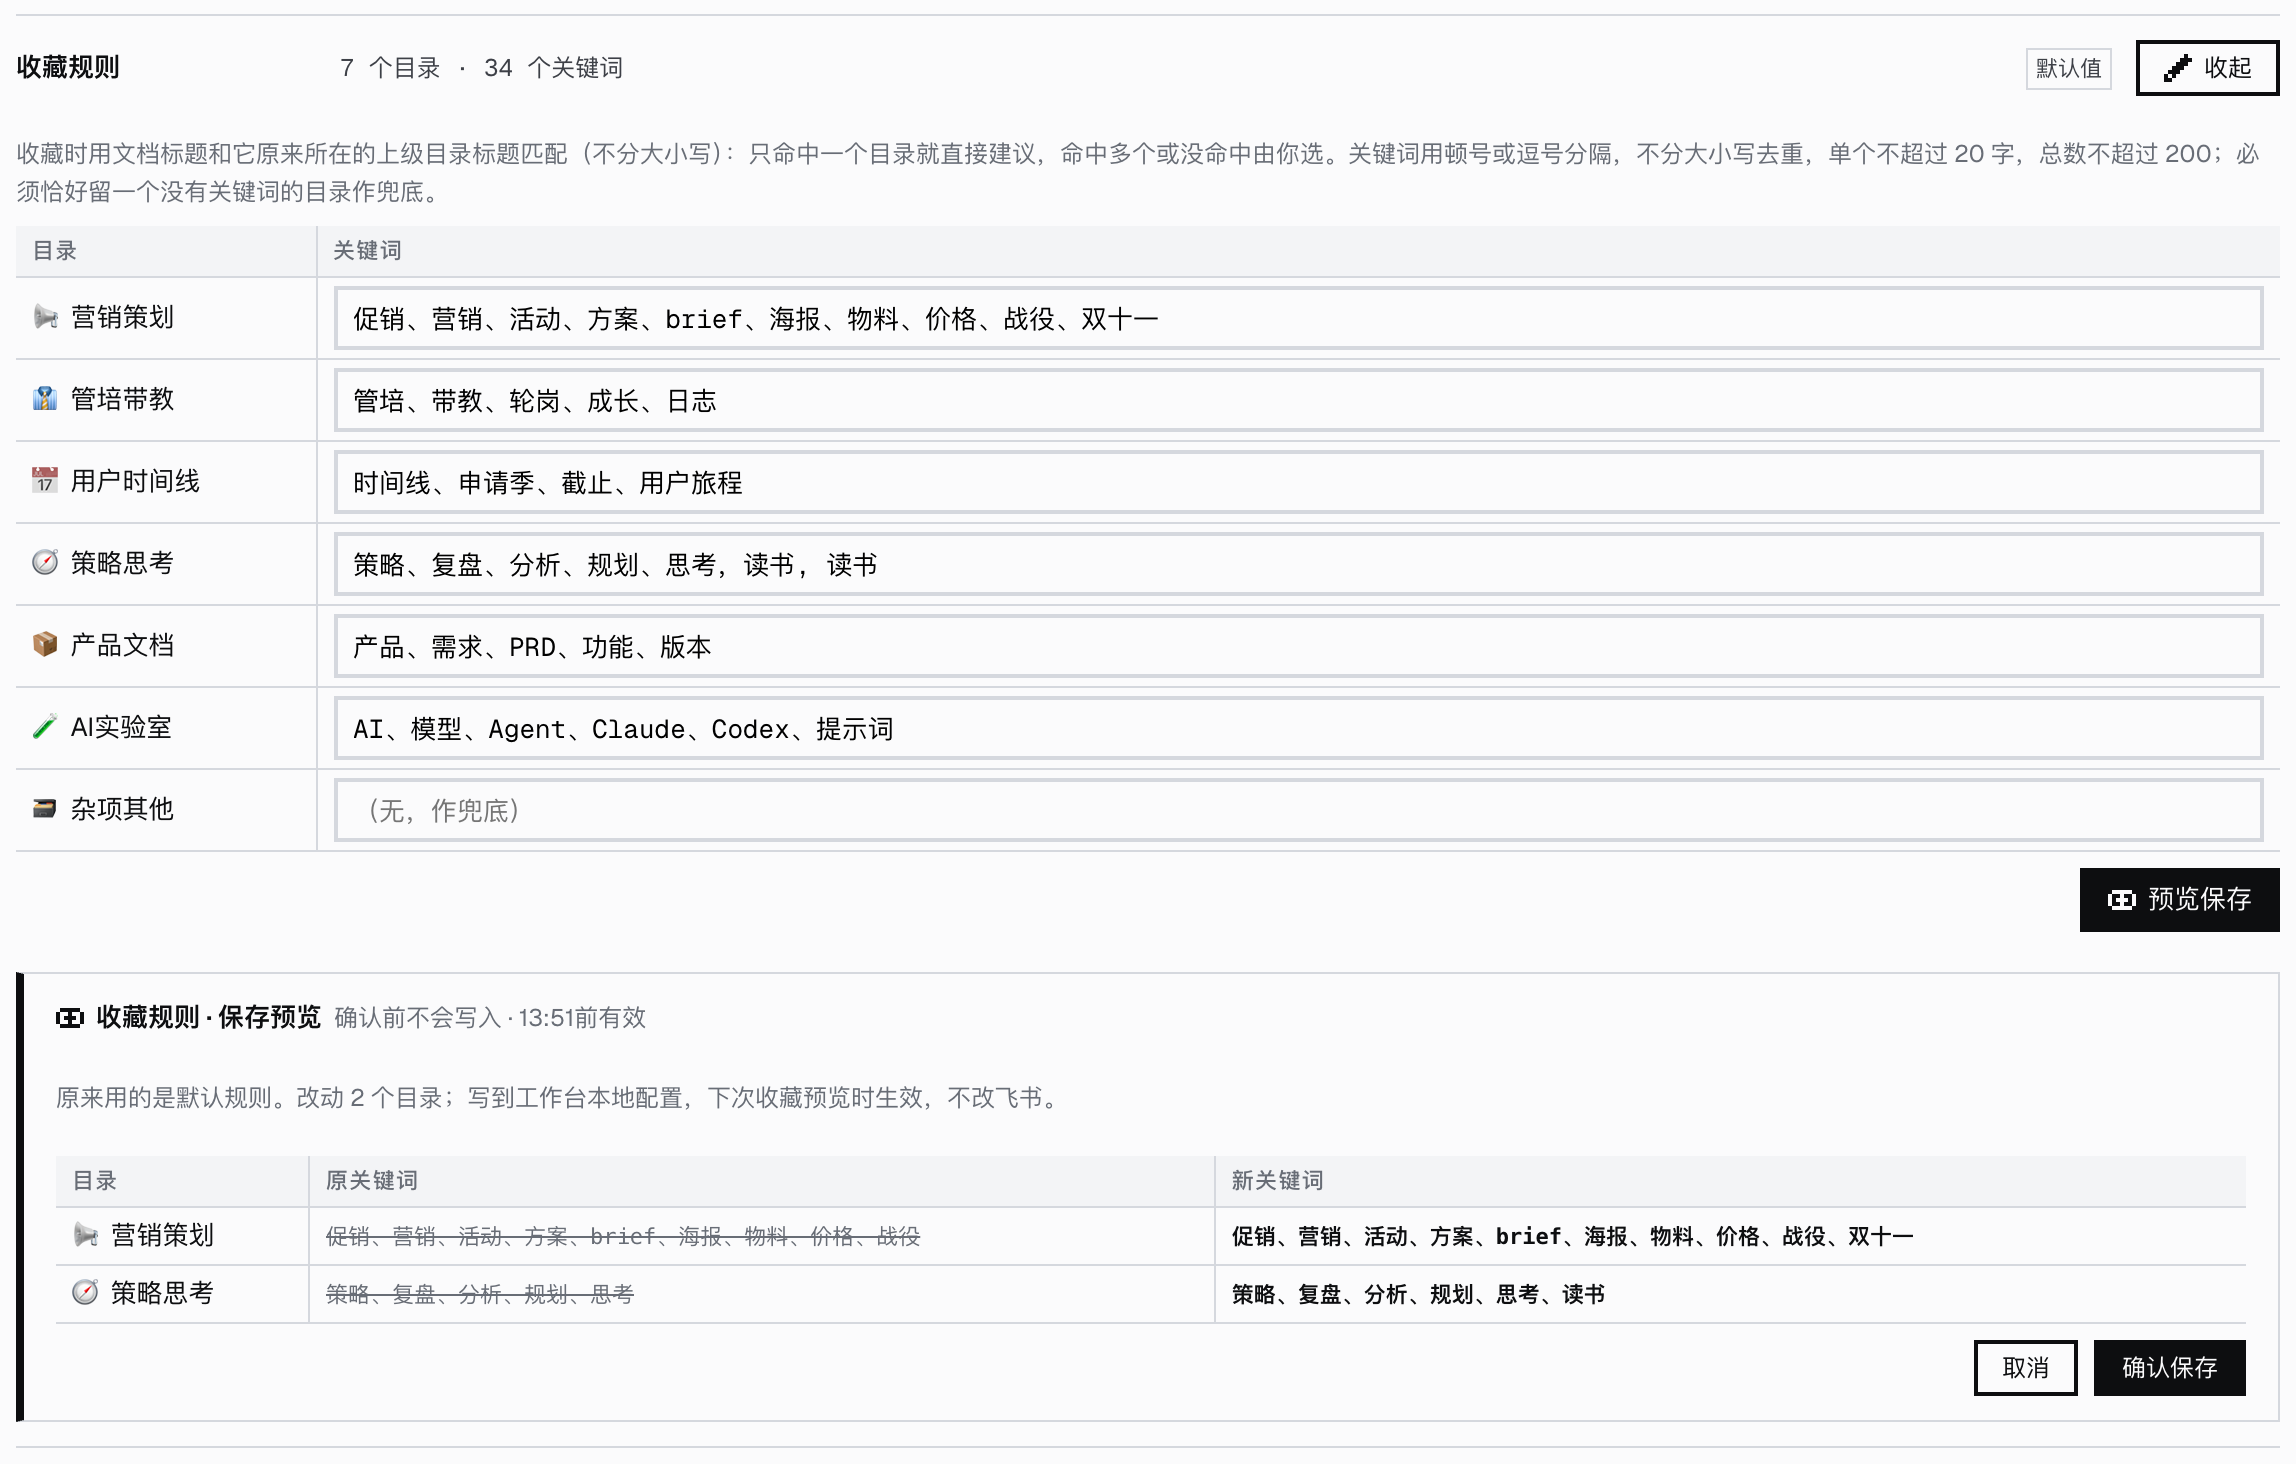 收藏规则 7 个目录 · 34 个关键词 默认值 收起
收藏时用文档标题和它原来所在的上级目录标题匹配（不分大小写）：只命中一个目录就直接建议，命中多个或没命中由你选。关键词用顿号或逗号分隔，不分大小写去重，单个不超过 20 字，总数不超过 200；必
须恰好留一个没有关键词的目录作兜底。
目录 关键词
营销策划 促销、营销、活动、方案、brief、海报、物料、价格、战役、双十一
管培带教 管培、带教、轮岗、成长、日志
17 用户时间线 时间线、申请季、截止、用户旅程
策略思考 策略、复盘、分析、规划、思考，读书, 读书
产品文档 产品、需求、PRD、功能、版本
AI实验室 AI、模型、Agent、Claude、Codex、提示词
杂项其他 （无，作兜底）
预览保存
收藏规则 · 保存预览 确认前不会写入 · 13:51前有效
原来用的是默认规则。改动 2 个目录；写到工作台本地配置，下次收藏预览时生效，不改飞书。
目录 原关键词 新关键词
营销策划 促销、营销、活动、方案、brief、海报、物料、价格、战役 促销、营销、活动、方案、brief、海报、物料、价格、战役、双十一
策略思考 策略、复盘、分析、规划、思考 策略、复盘、分析、规划、思考、读书
取消 确认保存